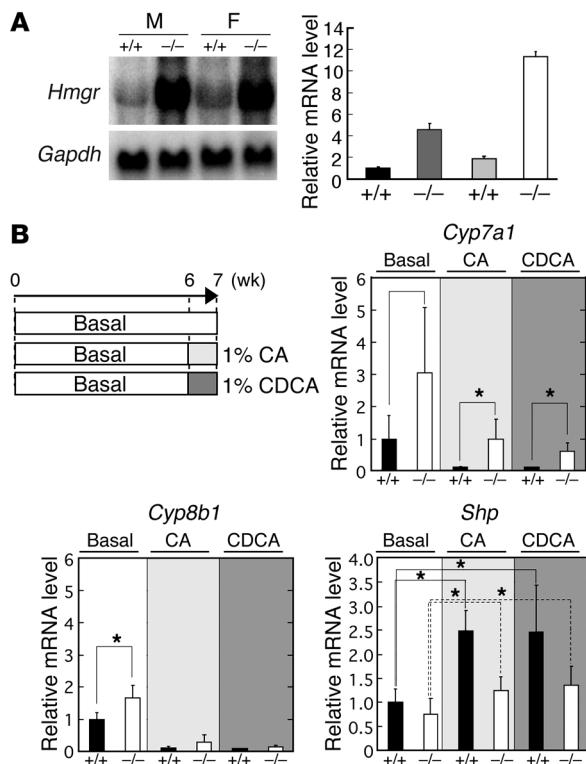 A
M F
+/+ –/– +/+ –/–
Hmgr
Gapdh
Relative mRNA level
14
12
10
8
6
4
2
0
+/+ –/– +/+ –/–
B
0 6 7 (wk)
Basal
Basal 1% CA
Basal 1% CDCA
Cyp7a1
Basal CA CDCA
Relative mRNA level
6
5
4
3
2
1
0
* *
+/+ –/– +/+ –/– +/+ –/–
Cyp8b1
Basal CA CDCA
Relative mRNA level
6
5
4
3
2
1
0
*
+/+ –/– +/+ –/– +/+ –/–
Shp
Basal CA CDCA
Relative mRNA level
4.0
3.5
3.0
2.5
2.0
1.5
1.0
0.5
0
*
*
* *
+/+ –/– +/+ –/– +/+ –/–